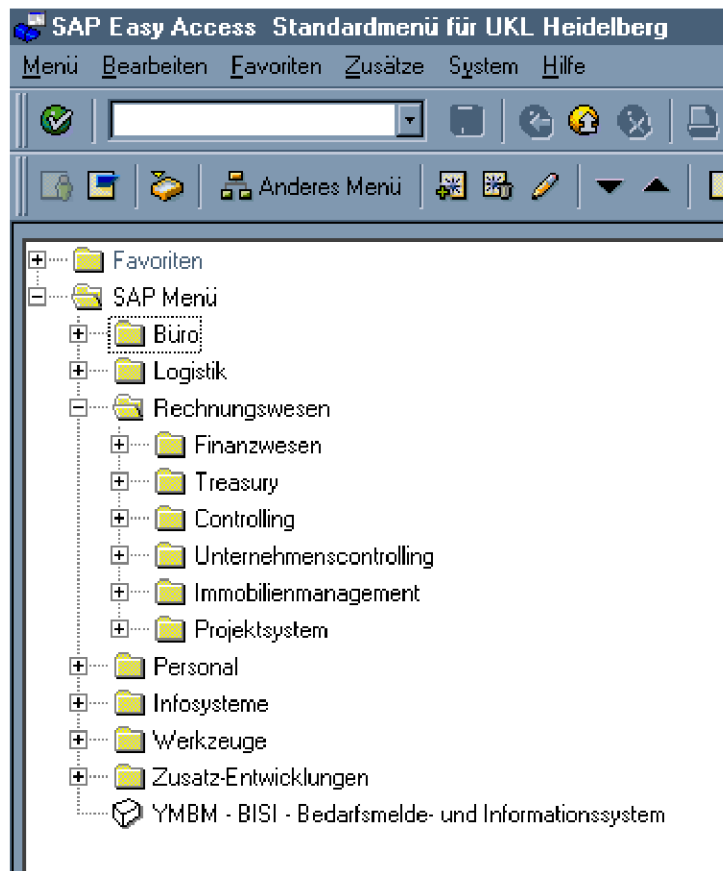 SAP Easy Access Standardmenü für UKL Heidelberg
Menü Bearbeiten Favoriten Zusätze System Hilfe
Anderes Menü
Favoriten
SAP Menü
Büro
Logistik
Rechnungswesen
Finanzwesen
Treasury
Controlling
Unternehmenscontrolling
Immobilienmanagement
Projektsystem
Personal
Infosysteme
Werkzeuge
Zusatz-Entwicklungen
YMBM - BISI - Bedarfsmelde- und Informationssystem